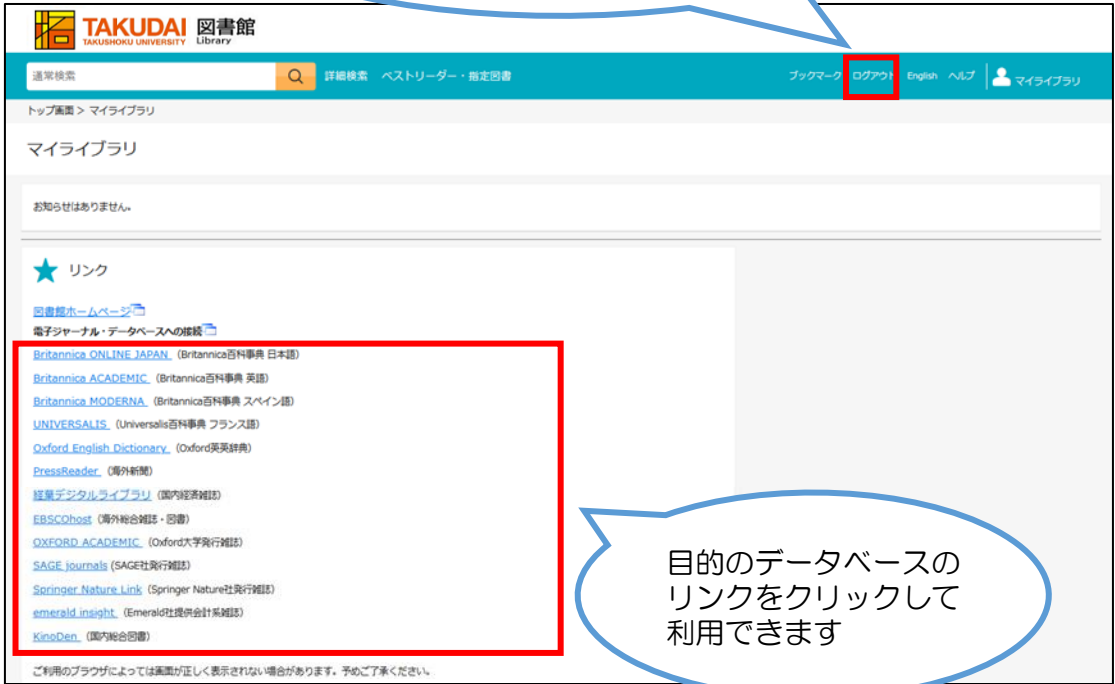 TAKUDAI 図書館
TAKUSHOKU UNIVERSITY Library
通常検索 詳細検索 ベストリーダー・指定図書 ブックマーク ログアウト English ヘルプ マイライブラリ
トップ画面 > マイライブラリ
マイライブラリ
お知らせはありません。
リンク
図書館ホームページ
電子ジャーナル・データベースへの接続
Britannica ONLINE JAPAN (Britannica百科事典 日本語)
Britannica ACADEMIC (Britannica百科事典 英語)
Britannica MODERNA (Britannica百科事典 スペイン語)
UNIVERSALIS (Universalis百科事典 フランス語)
Oxford English Dictionary (Oxford英英辞典)
PressReader (海外新聞)
経葉デジタルライブラリ (国内経済雑誌)
EBSCOhost (海外総合雑誌・図書)
OXFORD ACADEMIC (Oxford大学発行雑誌)
SAGE journals (SAGE社発行雑誌)
Springer Nature Link (Springer Nature社発行雑誌)
emerald insight (Emerald社提供会計系雑誌)
KinoDen (国内総合図書)
目的のデータベースの
リンクをクリックして
利用できます
ご利用のブラウザによっては画面が正しく表示されない場合があります。予めご了承ください。